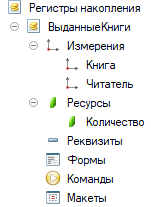 Регистры накопления
ВыданныеКниги
Измерения
Книга
Читатель
Ресурсы
Количество
Реквизиты
Формы
Команды
Макеты